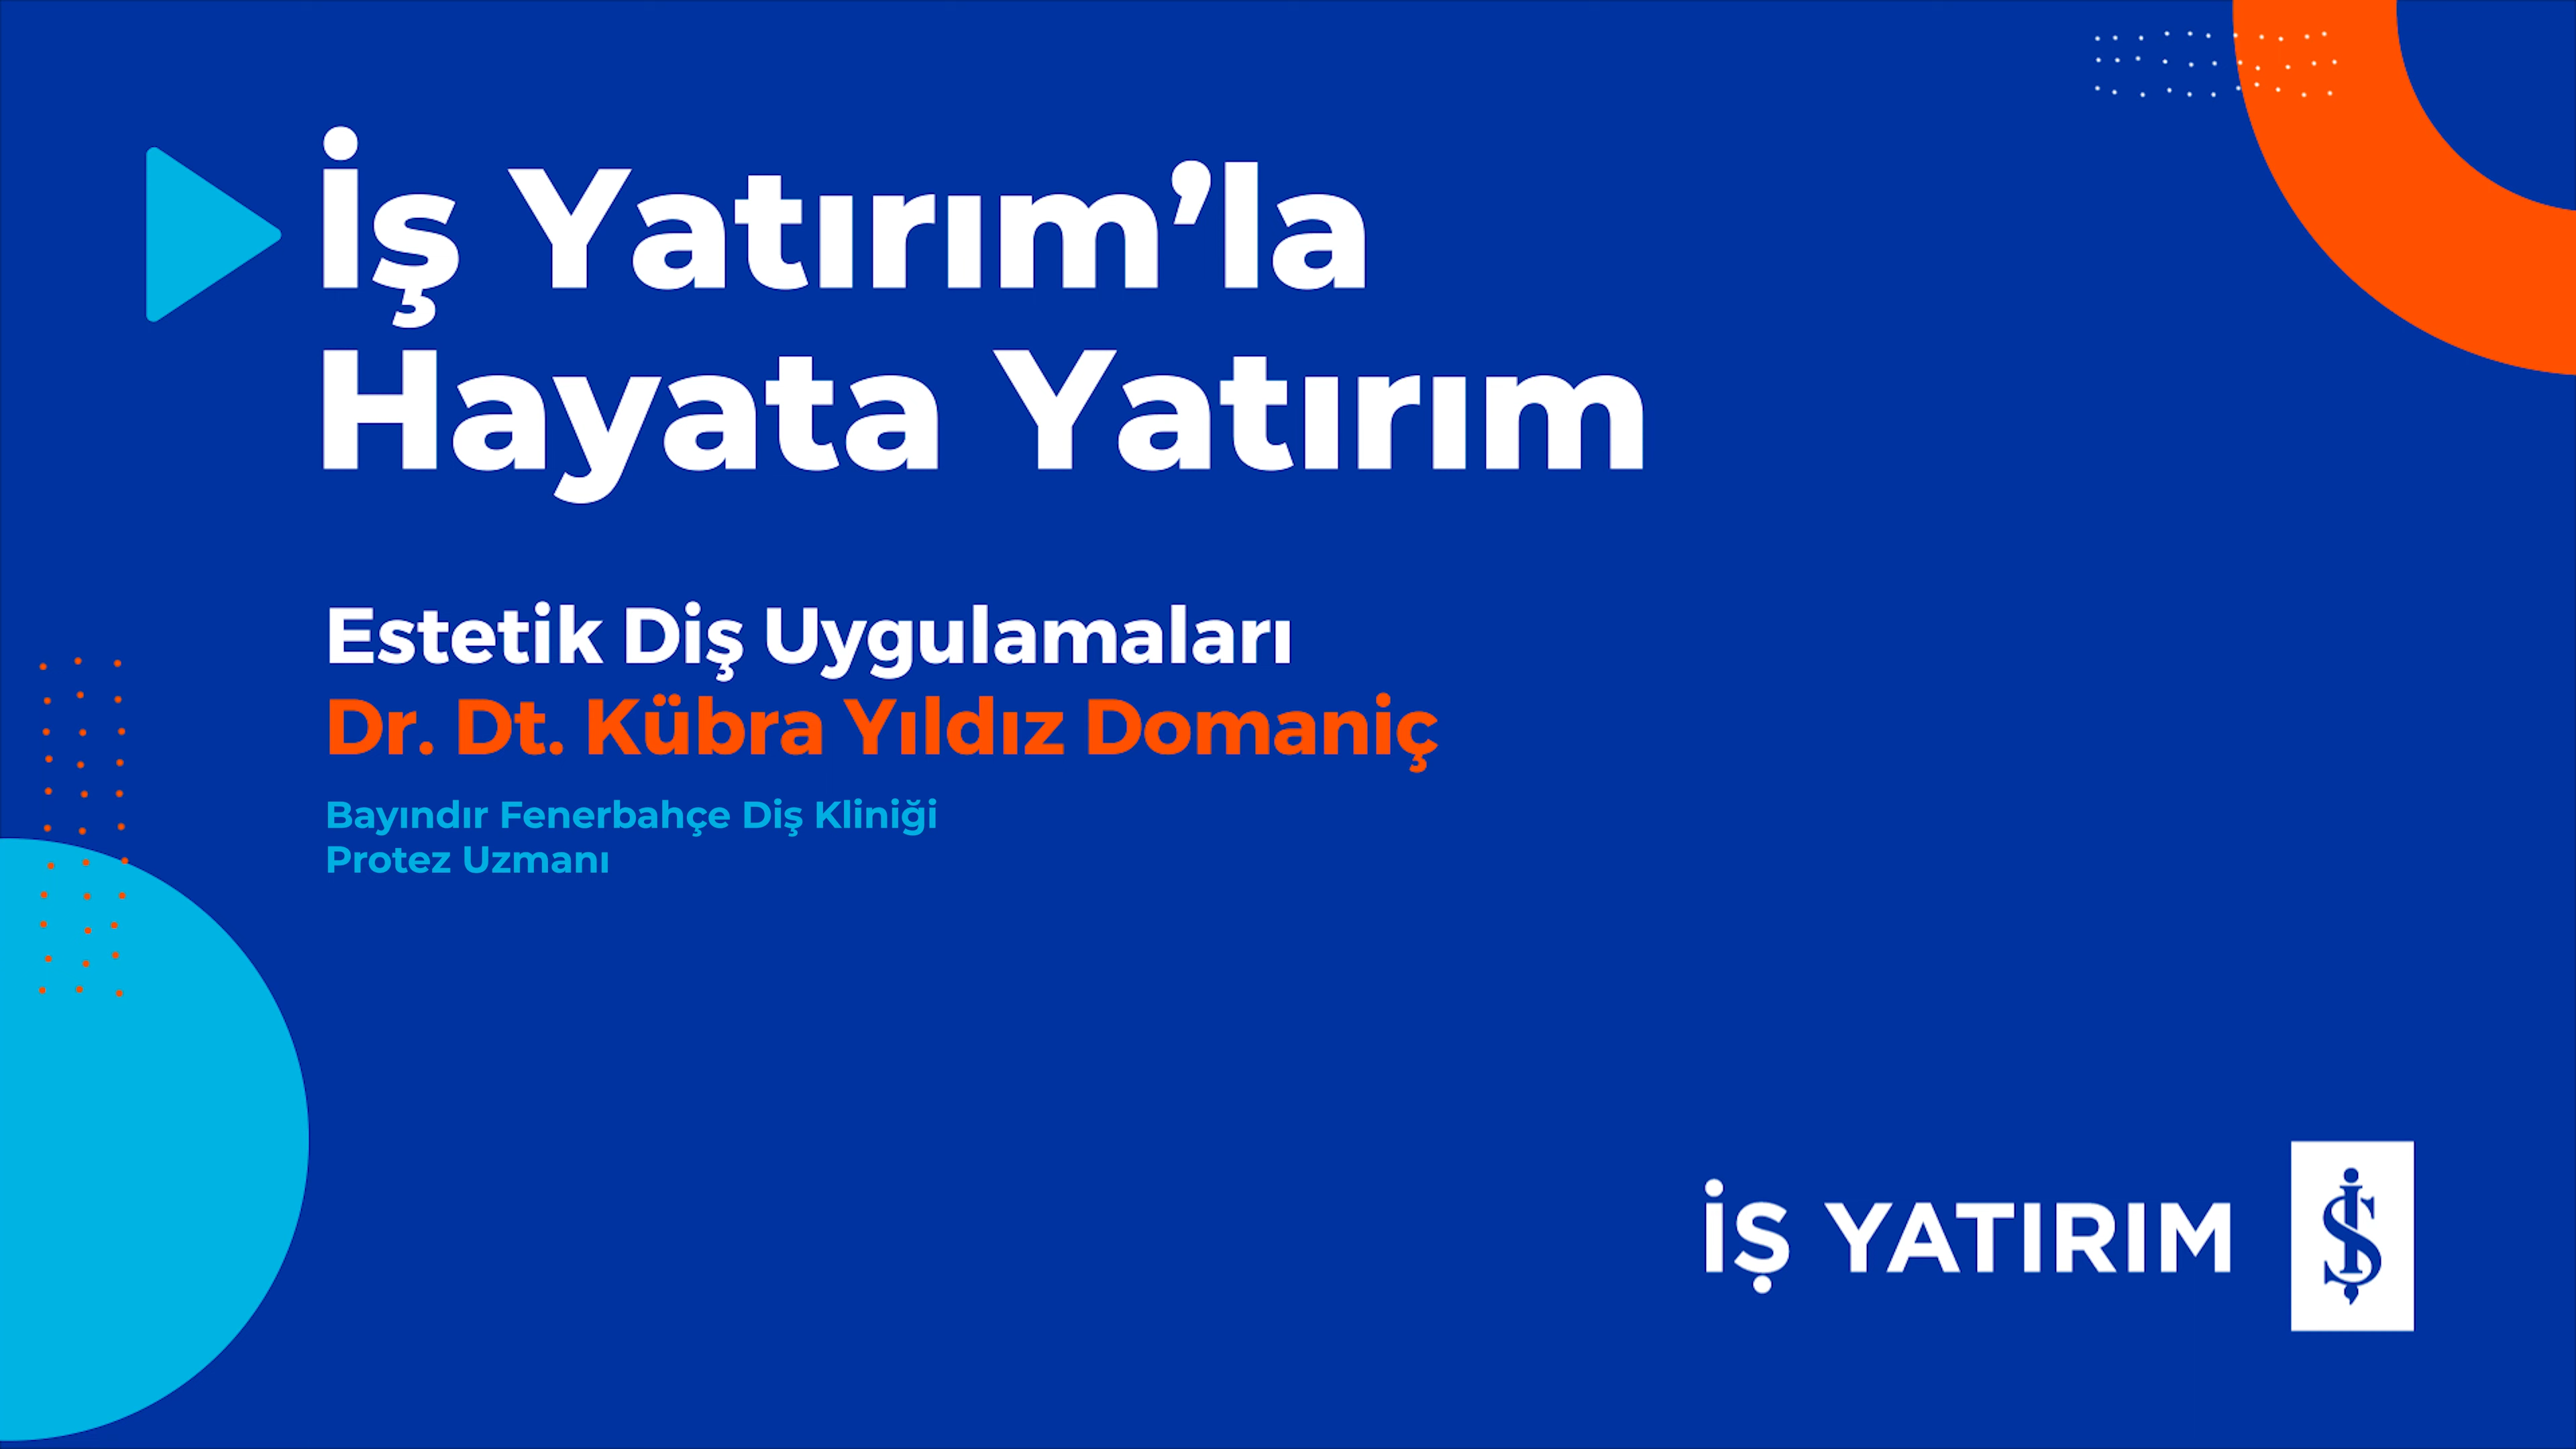 İş Yatırım’la
Hayata Yatırım
Estetik Diş Uygulamaları
Dr. Dt. Kübra Yıldız Domaniç
Bayındır Fenerbahçe Diş Kliniği
Protez Uzmanı
İŞ YATIRIM
İŞ